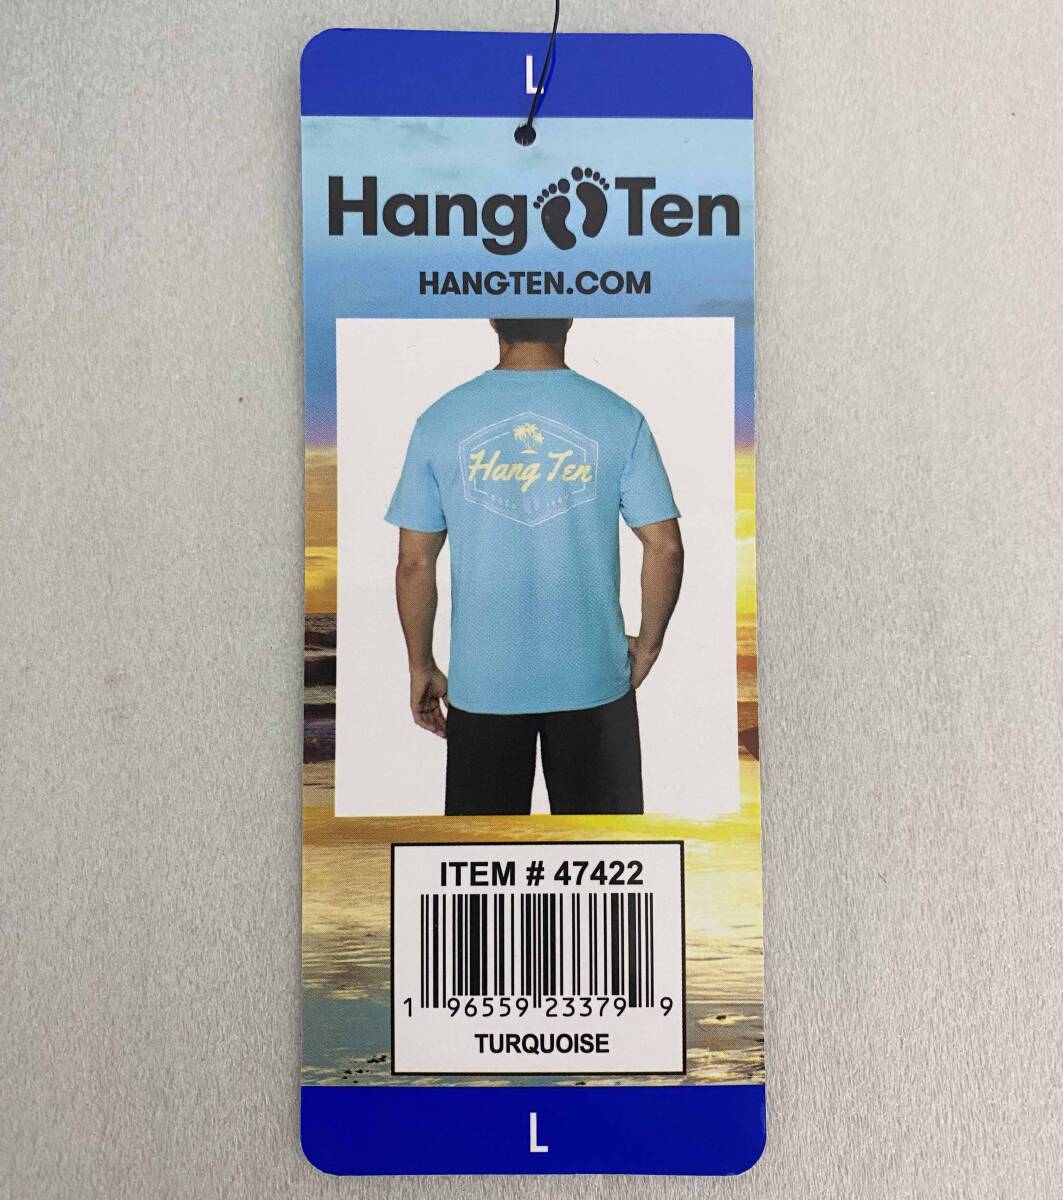 L
Hang Ten
HANGTEN.COM
Hang Ten
ITEM # 47422
1 96559 23379 9
TURQUOISE
L